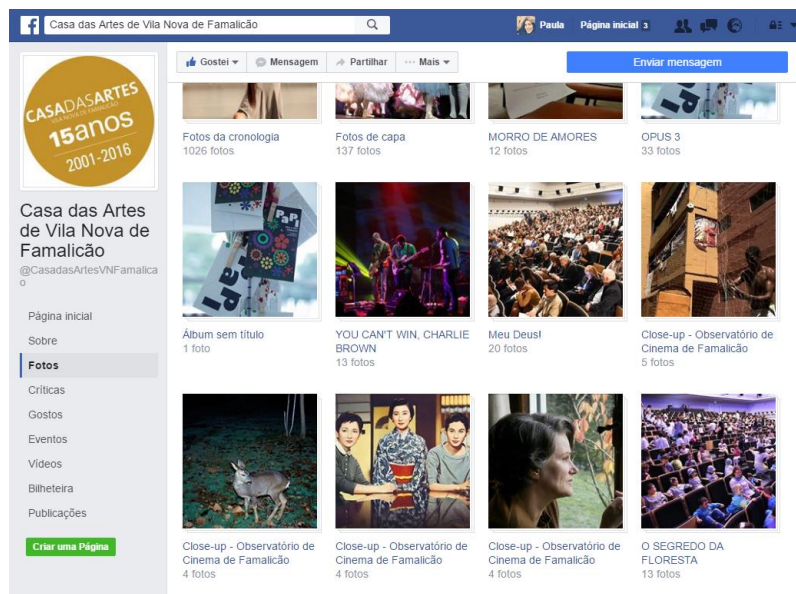 Casa das Artes de Vila Nova de Famalicão
Paula
Página inicial 3
CASADASARTES
VILA NOVA DE FAMALICÃO
15anos
2001-2016
Gostei
Mensagem
Partilhar
Mais
Enviar mensagem
Casa das Artes
de Vila Nova de
Famalicão
@CasadasArtesVNFamalica
o
Página inicial
Sobre
Fotos
Críticas
Gostos
Eventos
Vídeos
Bilheteira
Publicações
Criar uma Página
Fotos da cronologia
1026 fotos
Fotos de capa
137 fotos
MORRO DE AMORES
12 fotos
OPUS 3
33 fotos
PaPI
Álbum sem título
1 foto
YOU CAN'T WIN, CHARLIE
BROWN
13 fotos
Meu Deus!
20 fotos
Close-up - Observatório de
Cinema de Famalicão
5 fotos
Close-up - Observatório de
Cinema de Famalicão
4 fotos
Close-up - Observatório de
Cinema de Famalicão
4 fotos
Close-up - Observatório de
Cinema de Famalicão
4 fotos
O SEGREDO DA
FLORESTA
13 fotos